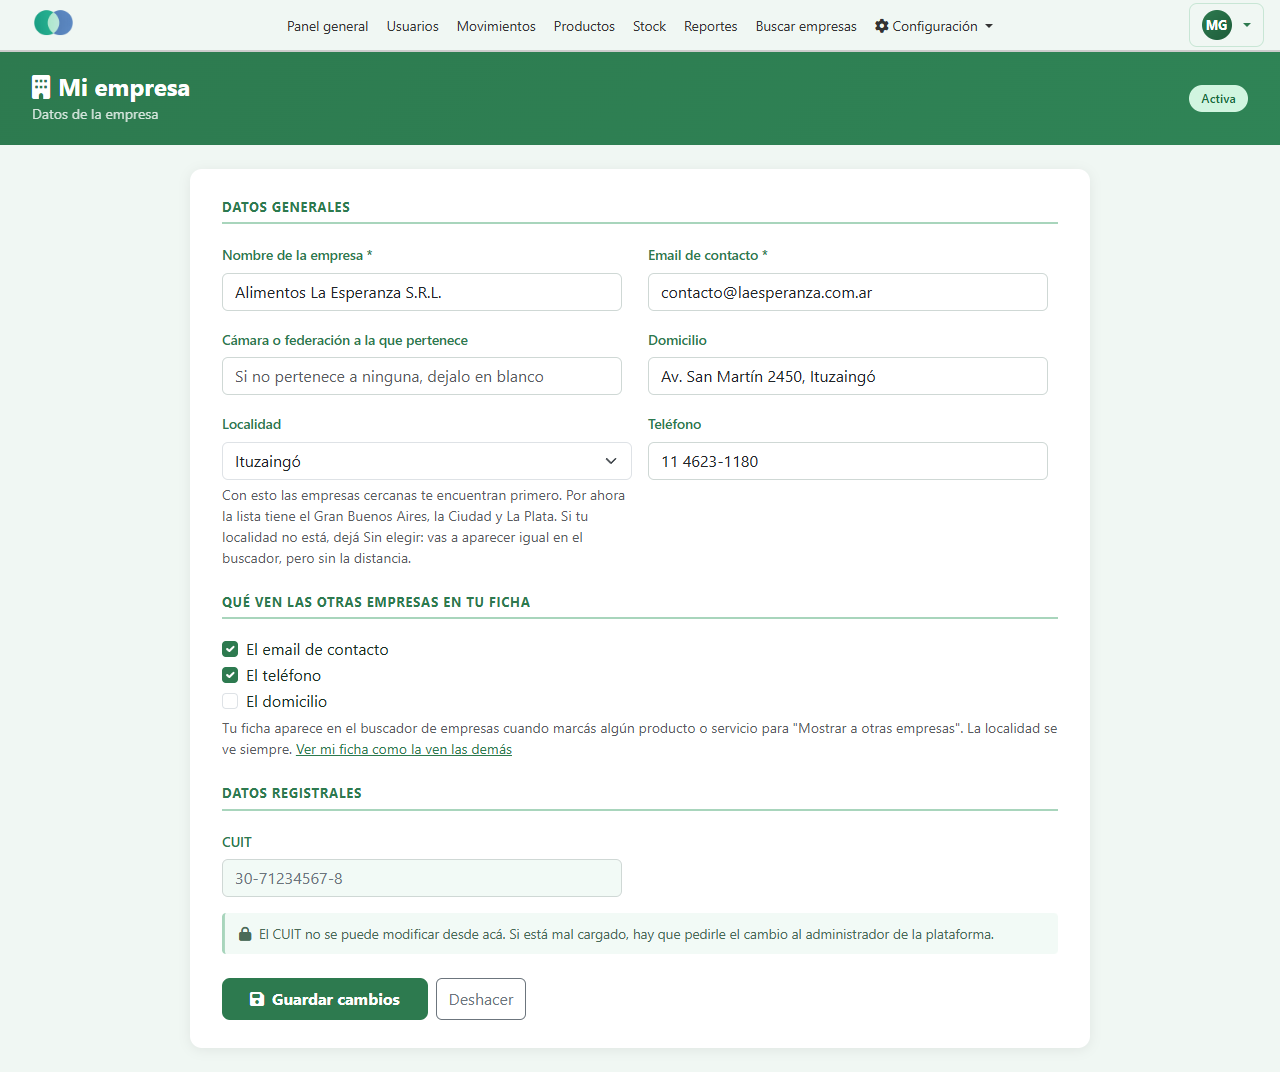 Panel general
Usuarios
Movimientos
Productos
Stock
Reportes
Buscar empresas
Configuración
MG
Mi empresa
Datos de la empresa
Activa
DATOS GENERALES
Nombre de la empresa *
Alimentos La Esperanza S.R.L.
Email de contacto *
contacto@laesperanza.com.ar
Cámara o federación a la que pertenece
Si no pertenece a ninguna, dejalo en blanco
Domicilio
Av. San Martín 2450, Ituzaingó
Localidad
Ituzaingó
Con esto las empresas cercanas te encuentran primero. Por ahora
la lista tiene el Gran Buenos Aires, la Ciudad y La Plata. Si tu
localidad no está, dejá Sin elegir: vas a aparecer igual en el
buscador, pero sin la distancia.
Teléfono
11 4623-1180
QUÉ VEN LAS OTRAS EMPRESAS EN TU FICHA
El email de contacto
El teléfono
El domicilio
Tu ficha aparece en el buscador de empresas cuando marcás algún producto o servicio para "Mostrar a otras empresas". La localidad se
ve siempre. Ver mi ficha como la ven las demás
DATOS REGISTRALES
CUIT
30-71234567-8
El CUIT no se puede modificar desde acá. Si está mal cargado, hay que pedirle el cambio al administrador de la plataforma.
Guardar cambios
Deshacer